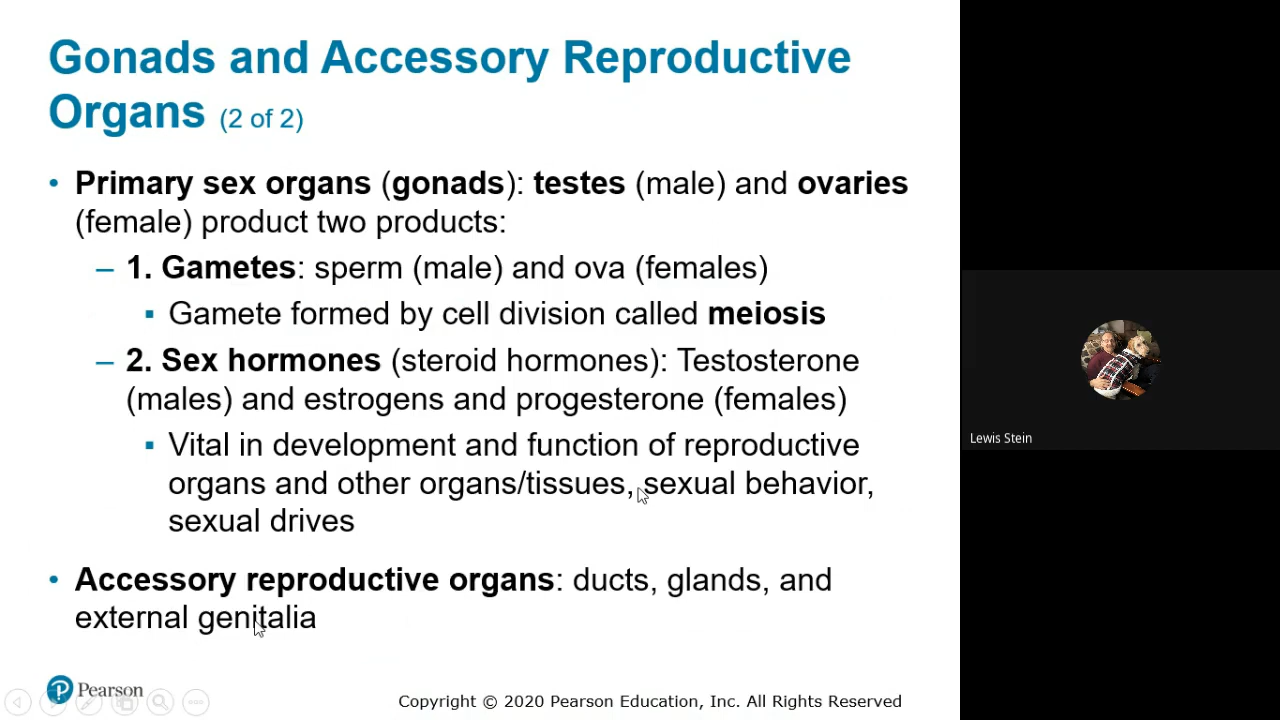 Gonads and Accessory Reproductive
Organs (2 of 2)
• Primary sex organs (gonads): testes (male) and ovaries
(female) product two products:
– 1. Gametes: sperm (male) and ova (females)
▪ Gamete formed by cell division called meiosis
– 2. Sex hormones (steroid hormones): Testosterone
(males) and estrogens and progesterone (females)
▪ Vital in development and function of reproductive
organs and other organs/tissues, sexual behavior,
sexual drives
• Accessory reproductive organs: ducts, glands, and
external genitalia
Pearson
Copyright © 2020 Pearson Education, Inc. All Rights Reserved
Lewis Stein